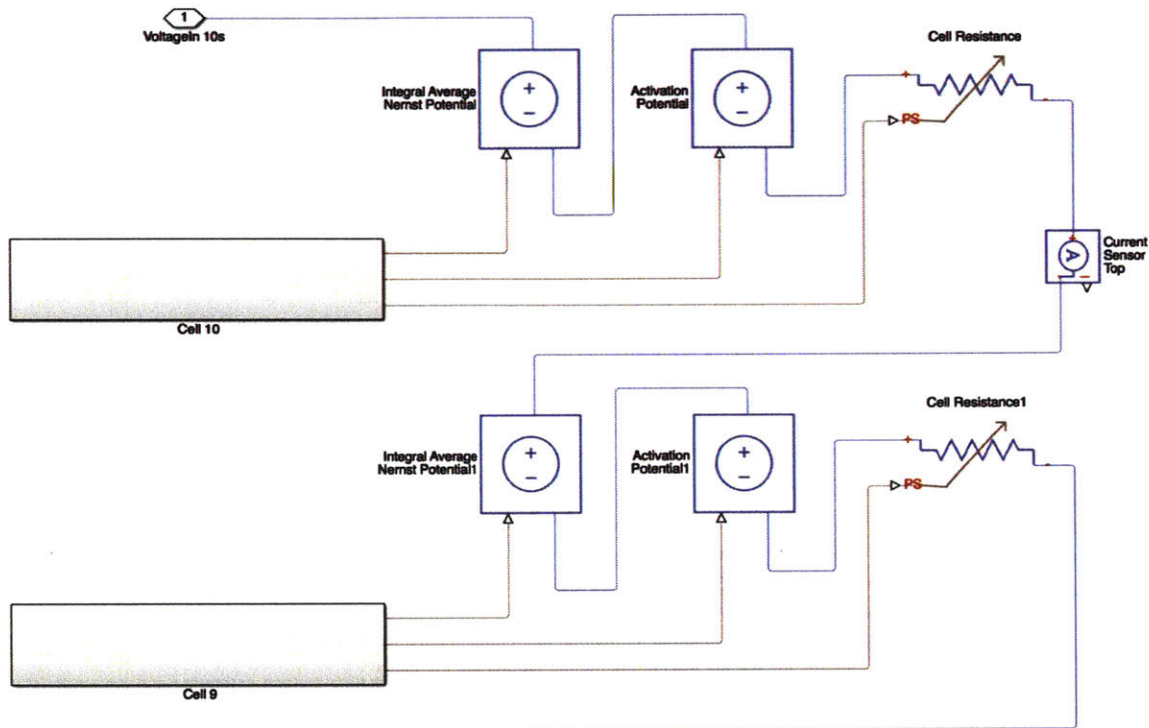 1
VoltageIn 10s
Integral Average
Nernst Potential
+
−
Activation
Potential
+
−
Cell Resistance
+
-
PS
+
A
−
Current
Sensor
Top
Cell 10
Integral Average
Nernst Potential1
+
−
Activation
Potential1
+
−
Cell Resistance1
+
-
PS
Cell 9